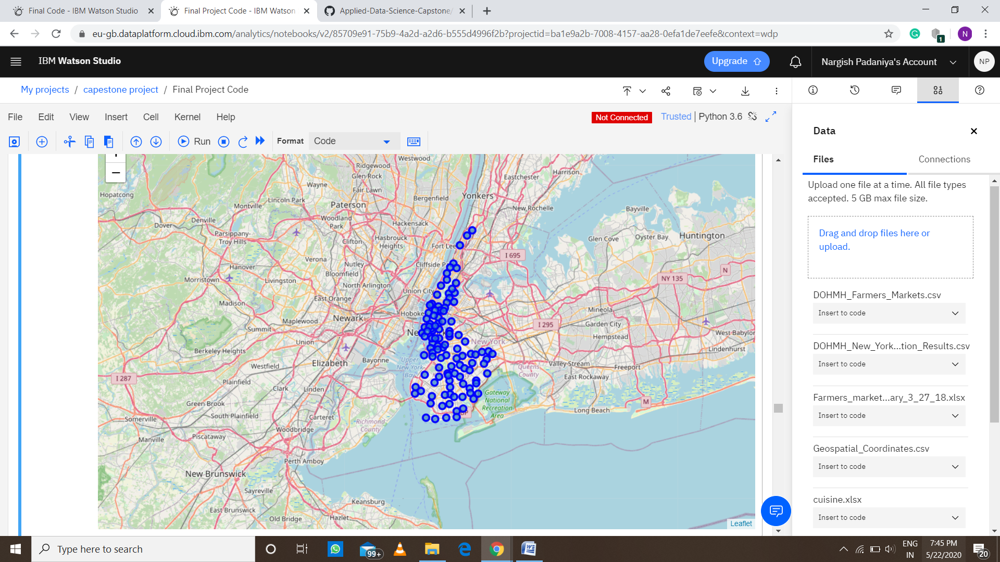 Final Code - IBM Watson Studio
Final Project Code - IBM Watson
Applied-Data-Science-Capstone/
eu-gb.dataplatform.cloud.ibm.com/analytics/notebooks/v2/85709e91-75b9-4a2d-a2d6-b555d4996f2b?projectid=ba1e9a2b-7008-4157-aa28-0efa1de7eefe&context=wdp
1
N
IBM Watson Studio
Upgrade
Nargish Padaniya's Account
NP
My projects / capestone project / Final Project Code
File Edit View Insert Cell Kernel Help
Not Connected
Trusted
Python 3.6
Run
Format
Code
Data
Files
Connections
Upload one file at a time. All file types
accepted. 5 GB max file size.
Drag and drop files here or
upload.
DOHMH_Farmers_Markets.csv
Insert to code
DOHMH_New_York...tion_Results.csv
Insert to code
Farmers_market...ary_3_27_18.xlsx
Insert to code
Geospatial_Coordinates.csv
Insert to code
cuisine.xlsx
Insert to code
Westwood
Ridgewood
Glen Rock
Harrison
Eastchester
Wayne
Fair Lawn
Hopatcong
Lincoln Park
Bergenfield
Yonkers
Montville
Paterson
New Rochelle
Bayville
Denville
Dover
Woodland
Park
Hackensack
Parsippany-
Troy Hills
Clifton
Hasbrouck
Heights
Fort Lee
Glen Cove
Oyster Bay
Huntington
I 695
Verona
Nutley
Hanover
Bloomfield
N
Morristown
Livingston
North Arlington
Union City
NY 135
East Orange
Madison
Mineola
Newark
Maplewood
Summit
I 295
Garden City
West Babylon
Union
New York
Hempstead
Berkeley Heights
Lindenhurst
Elizabeth
Bayonne
Upper
New York
Bay
Westfield
Queens
County
Valley Stream
Freeport
East Rockaway
I 287
Plainfield
Clark
Linden
Gateway
National
Recreation
Area
M
Green Brook
Long Beach
South Plainfield
Carteret
Somerville
Richmond
County
Woodbridge
Manville
Piscataway
Perth Amboy
New Brunswick
Sayreville
Keansburg
East Brunswick
Old Bridge
Hazlet
Leaflet
Type here to search
99+
ENG
IN
7:45 PM
5/22/2020
20